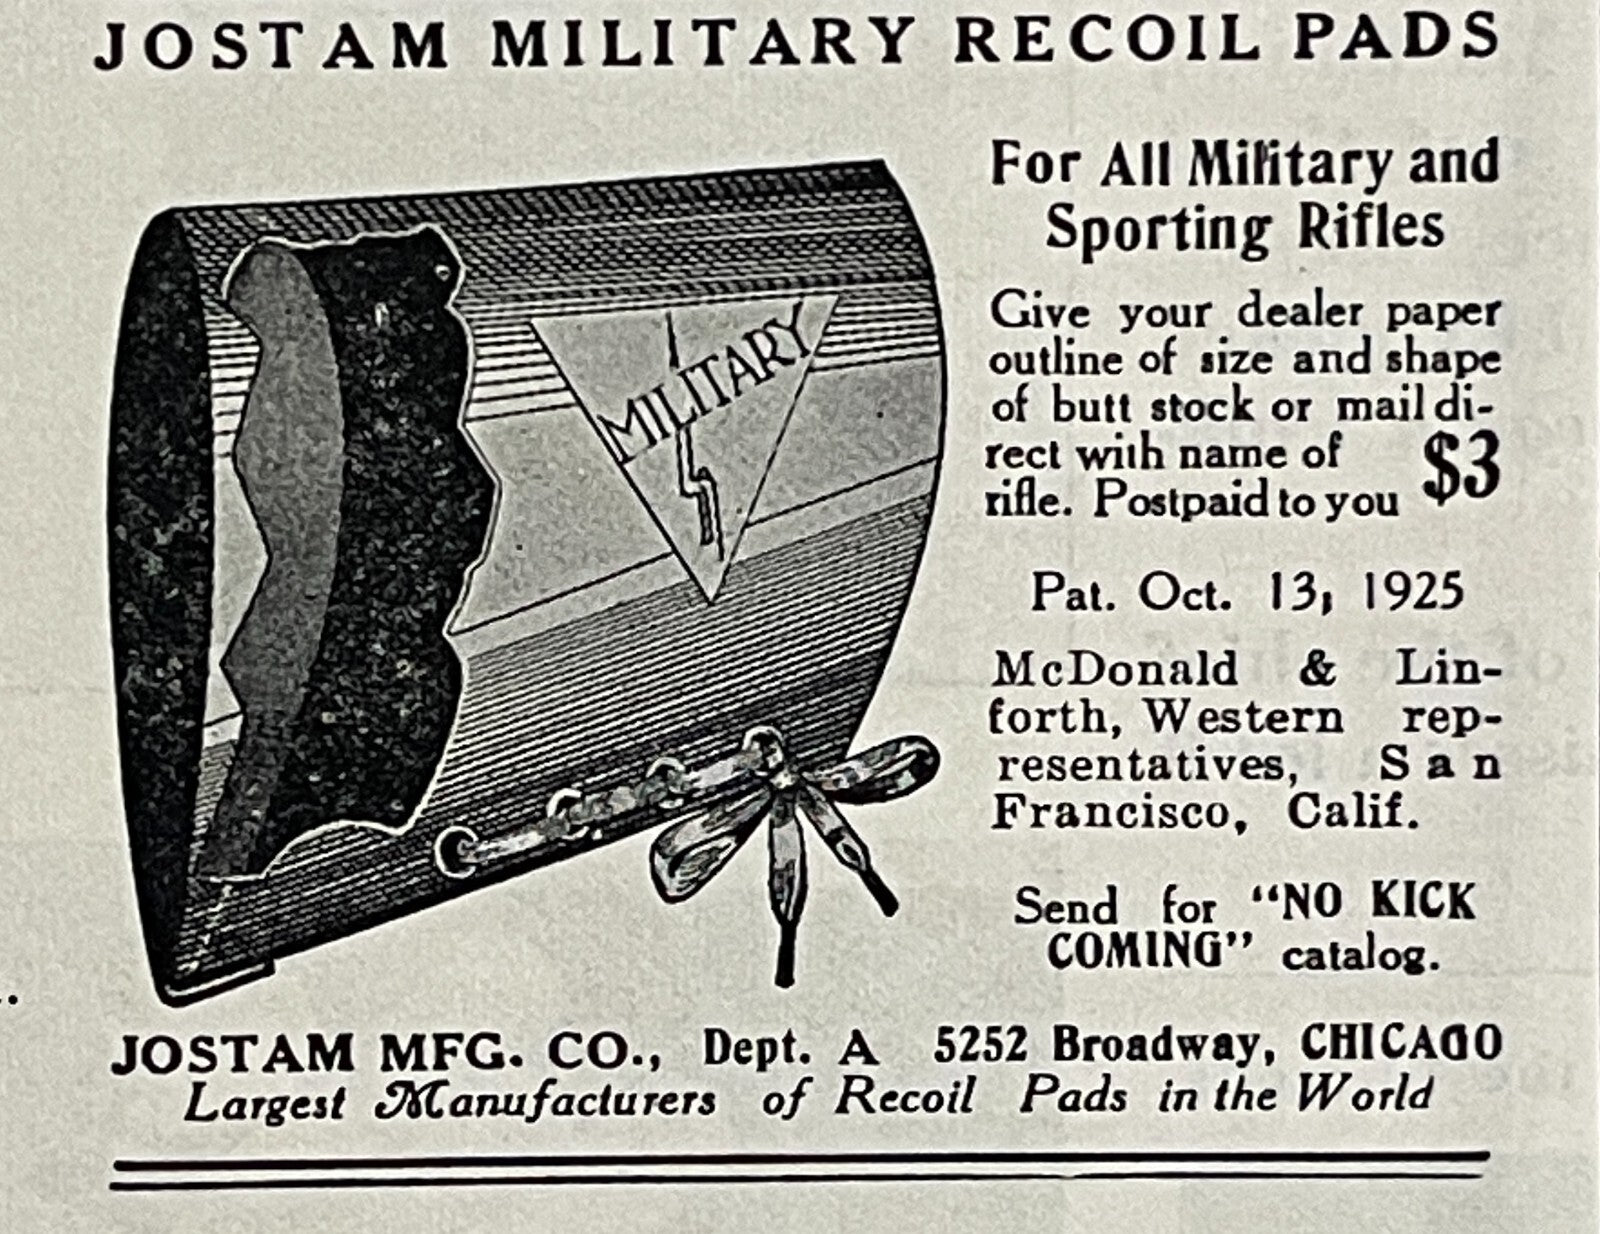 JOSTAM MILITARY RECOIL PADS
For All Military and
Sporting Rifles
Give your dealer paper
outline of size and shape
of butt stock or mail di-
rect with name of
rifle. Postpaid to you $3
Pat. Oct. 13, 1925
McDonald & Lin-
forth, Western rep-
resentatives, San
Francisco, Calif.
Send for "NO KICK
COMING" catalog.
MILITARY
JOSTAM MFG. CO., Dept. A 5252 Broadway, CHICAGO
Largest Manufacturers of Recoil Pads in the World